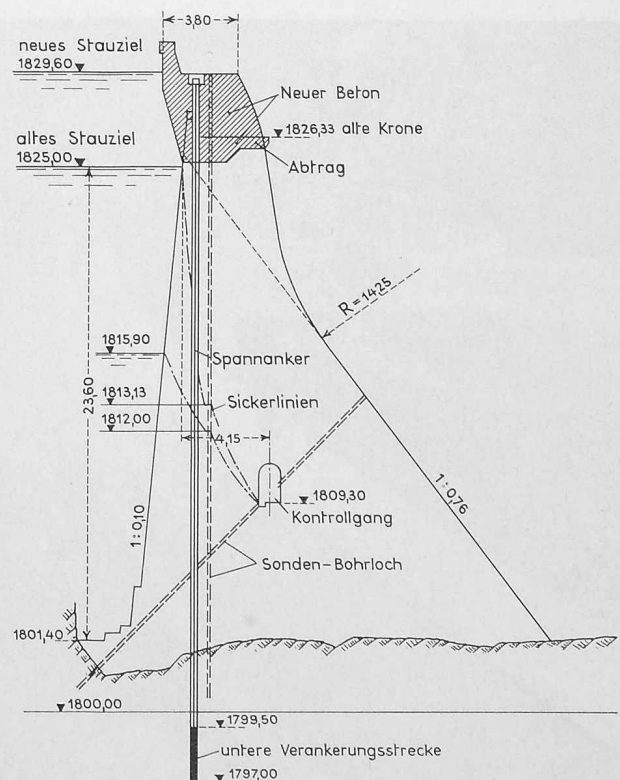 3,80
neues Stauziel
1829,60
Neuer Beton
1826,33 alte Krone
altes Stauziel
1825,00
Abtrag
R=14,25
1815,90
Spannanker
23,60
1813,13
Sickerlinien
1812,00
4,15
1:0,10
1:0,76
1809,30
Kontrollgang
Sonden-Bohrloch
1801,40
1800,00
1799,50
untere Verankerungsstrecke
1797,00